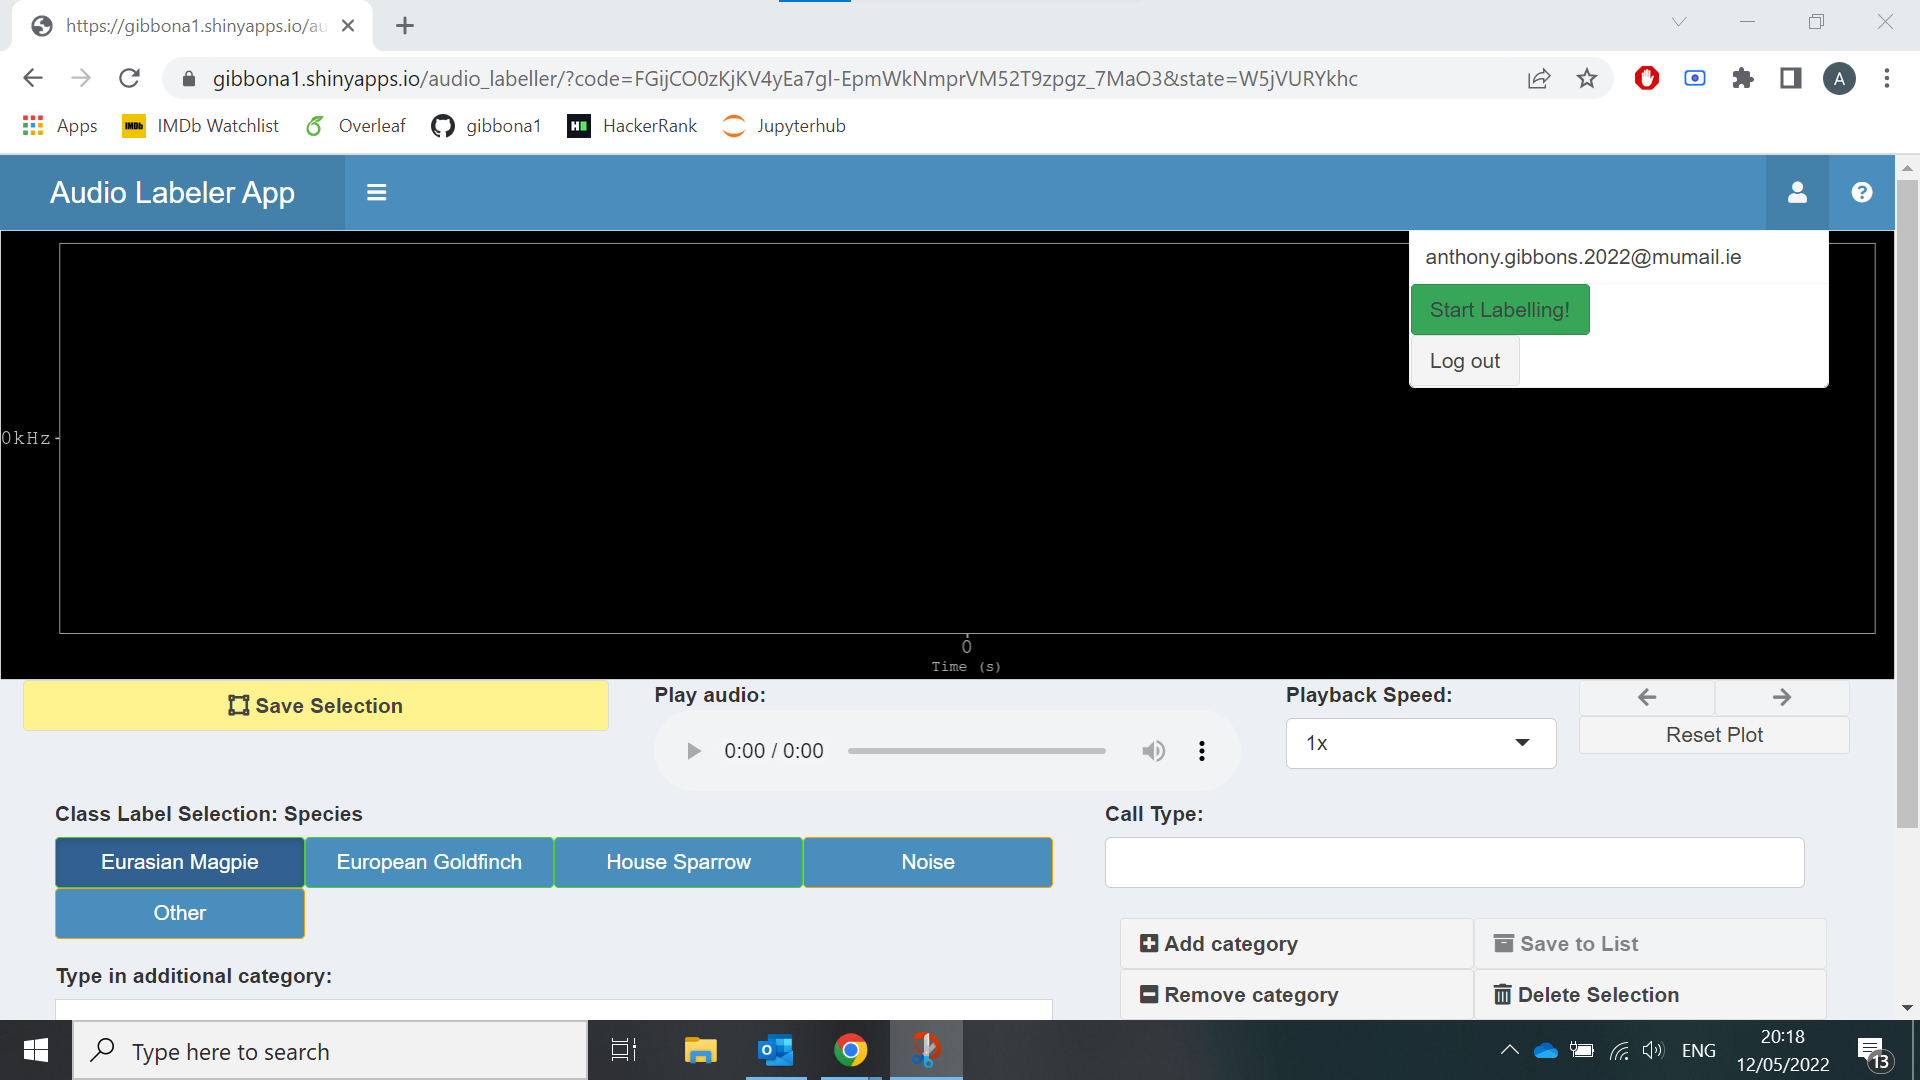 https://gibbona1.shinyapps.io/au
gibbona1.shinyapps.io/audio_labeller/?code=FGijCO0zKjKV4yEa7gl-EpmWkNmprVM52T9zpgz_7MaO3&state=W5jVURYkhc
A
Apps
IMDb
IMDb Watchlist
Overleaf
gibbona1
H
HackerRank
Jupyterhub
Audio Labeler App
?
anthony.gibbons.2022@mumail.ie
Start Labelling!
Log out
0kHz
0
Time (s)
Save Selection
Play audio:
0:00 / 0:00
Playback Speed:
1x
Reset Plot
Class Label Selection: Species
Eurasian Magpie
European Goldfinch
House Sparrow
Noise
Other
Call Type:
Add category
Save to List
Remove category
Delete Selection
Type in additional category:
Type here to search
ENG
20:18
12/05/2022
13